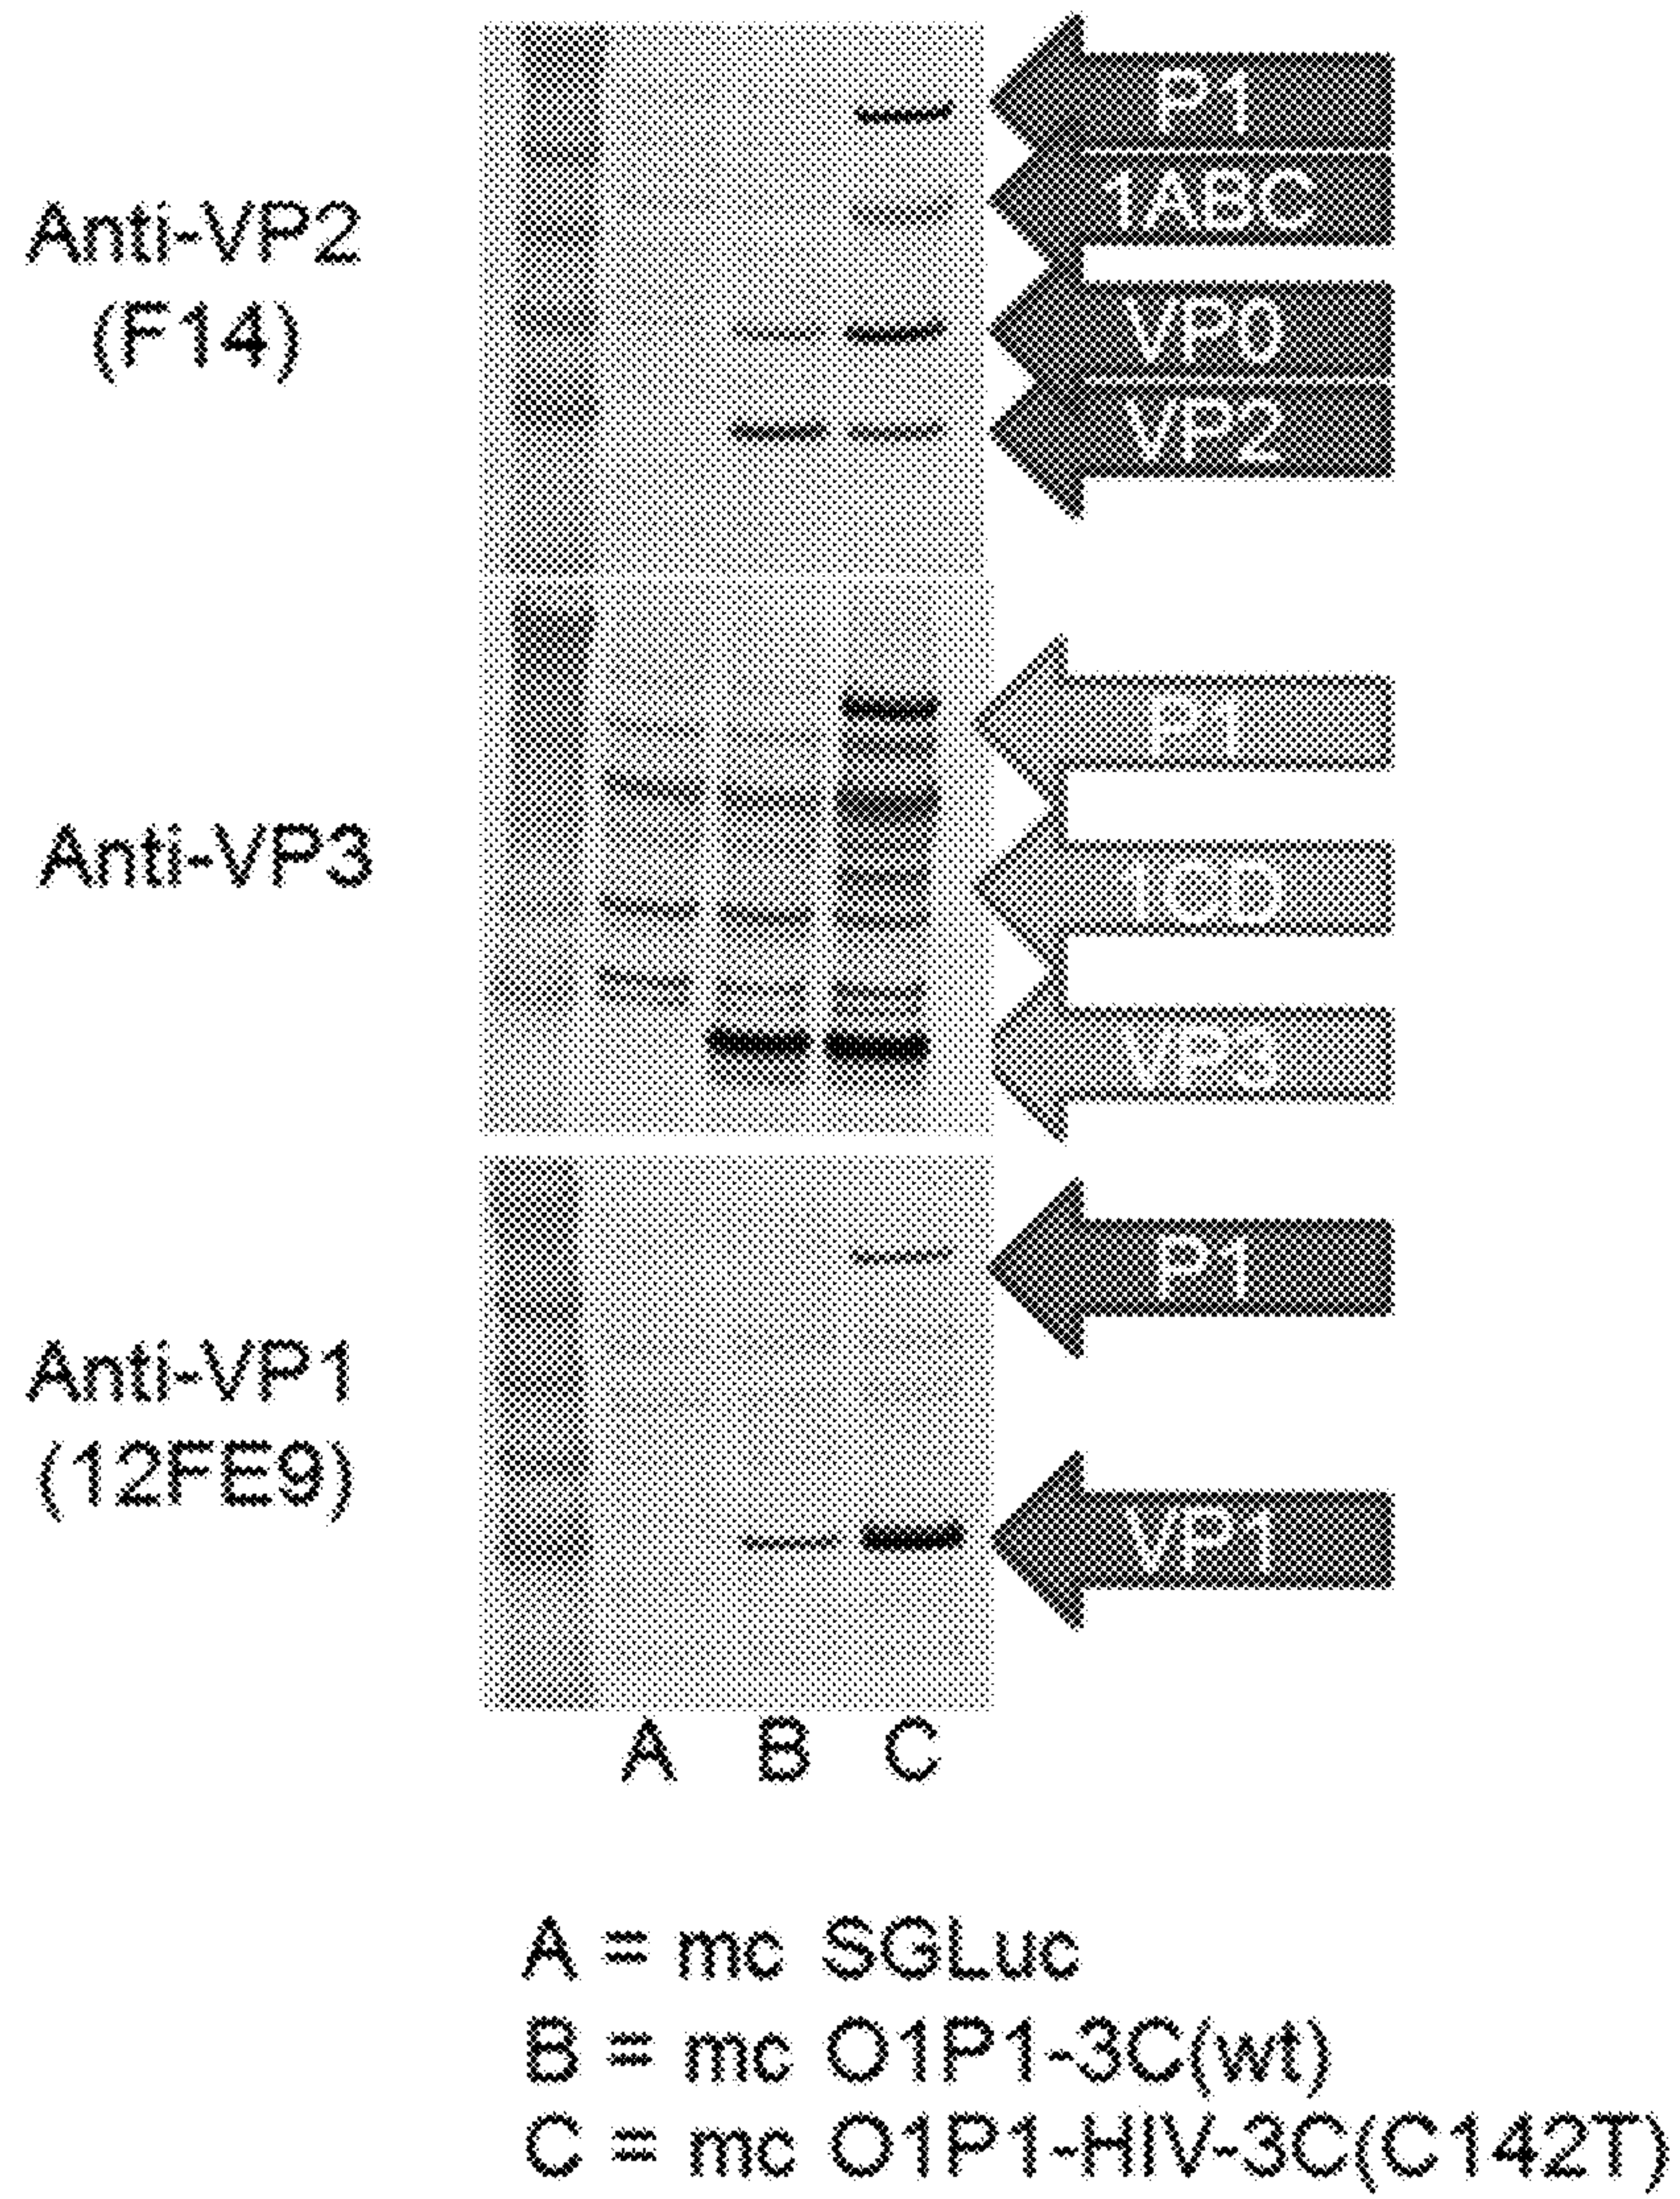 Anti-VP2
(F14)
P1
1ABC
VP0
VP2
Anti-VP3
P1
1CD
VP3
Anti-VP1
(12FE9)
P1
VP1
A B C
A = mc SGLuc
B = mc O1P1-3C(wt)
C = mc O1P1-HIV-3C(C142T)